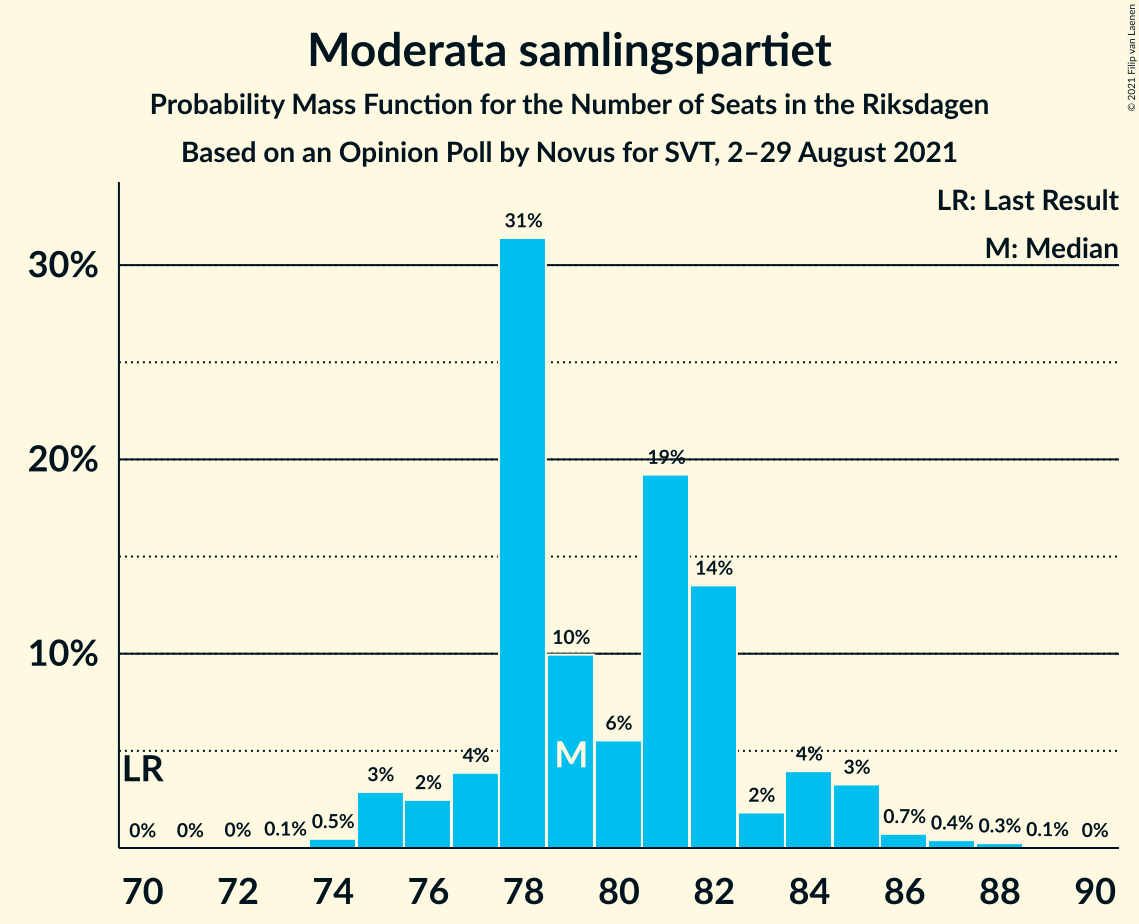 Moderata samlingspartiet
Probability Mass Function for the Number of Seats in the Riksdagen
Based on an Opinion Poll by Novus for SVT, 2–29 August 2021
© 2021 Filip van Laenen
LR: Last Result
M: Median
30%
20%
10%
31%
19%
14%
10%
6%
M
LR
0%
0%
0%
0.1%
0.5%
3%
2%
4%
2%
4%
3%
0.7%
0.4%
0.3%
0.1%
0%
70 72 74 76 78 80 82 84 86 88 90